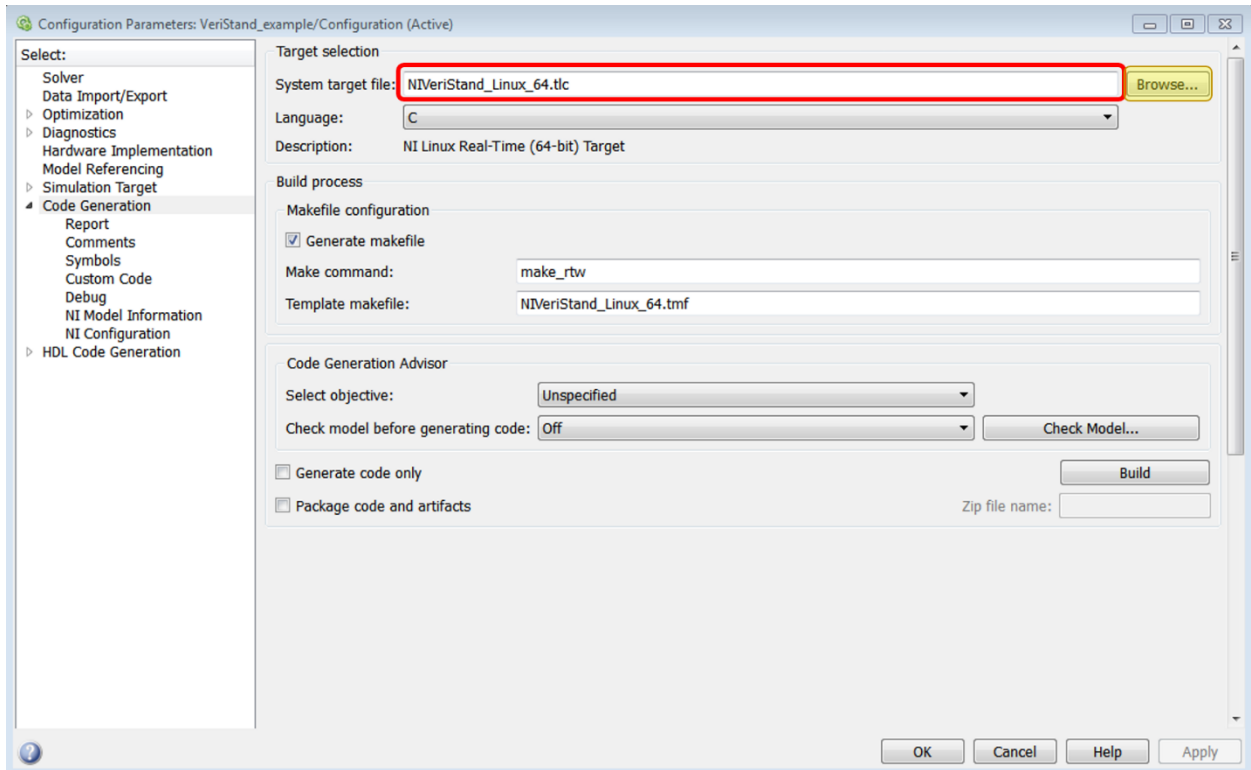 Configuration Parameters: VeriStand_example/Configuration (Active)
Select:
Solver
Data Import/Export
Optimization
Diagnostics
Hardware Implementation
Model Referencing
Simulation Target
Code Generation
Report
Comments
Symbols
Custom Code
Debug
NI Model Information
NI Configuration
HDL Code Generation
Target selection
System target file: NIVeriStand_Linux_64.tlc Browse...
Language: C
Description: NI Linux Real-Time (64-bit) Target
Build process
Makefile configuration
Generate makefile
Make command: make_rtw
Template makefile: NIVeriStand_Linux_64.tmf
Code Generation Advisor
Select objective: Unspecified
Check model before generating code: Off Check Model...
Generate code only Build
Package code and artifacts Zip file name:
OK Cancel Help Apply